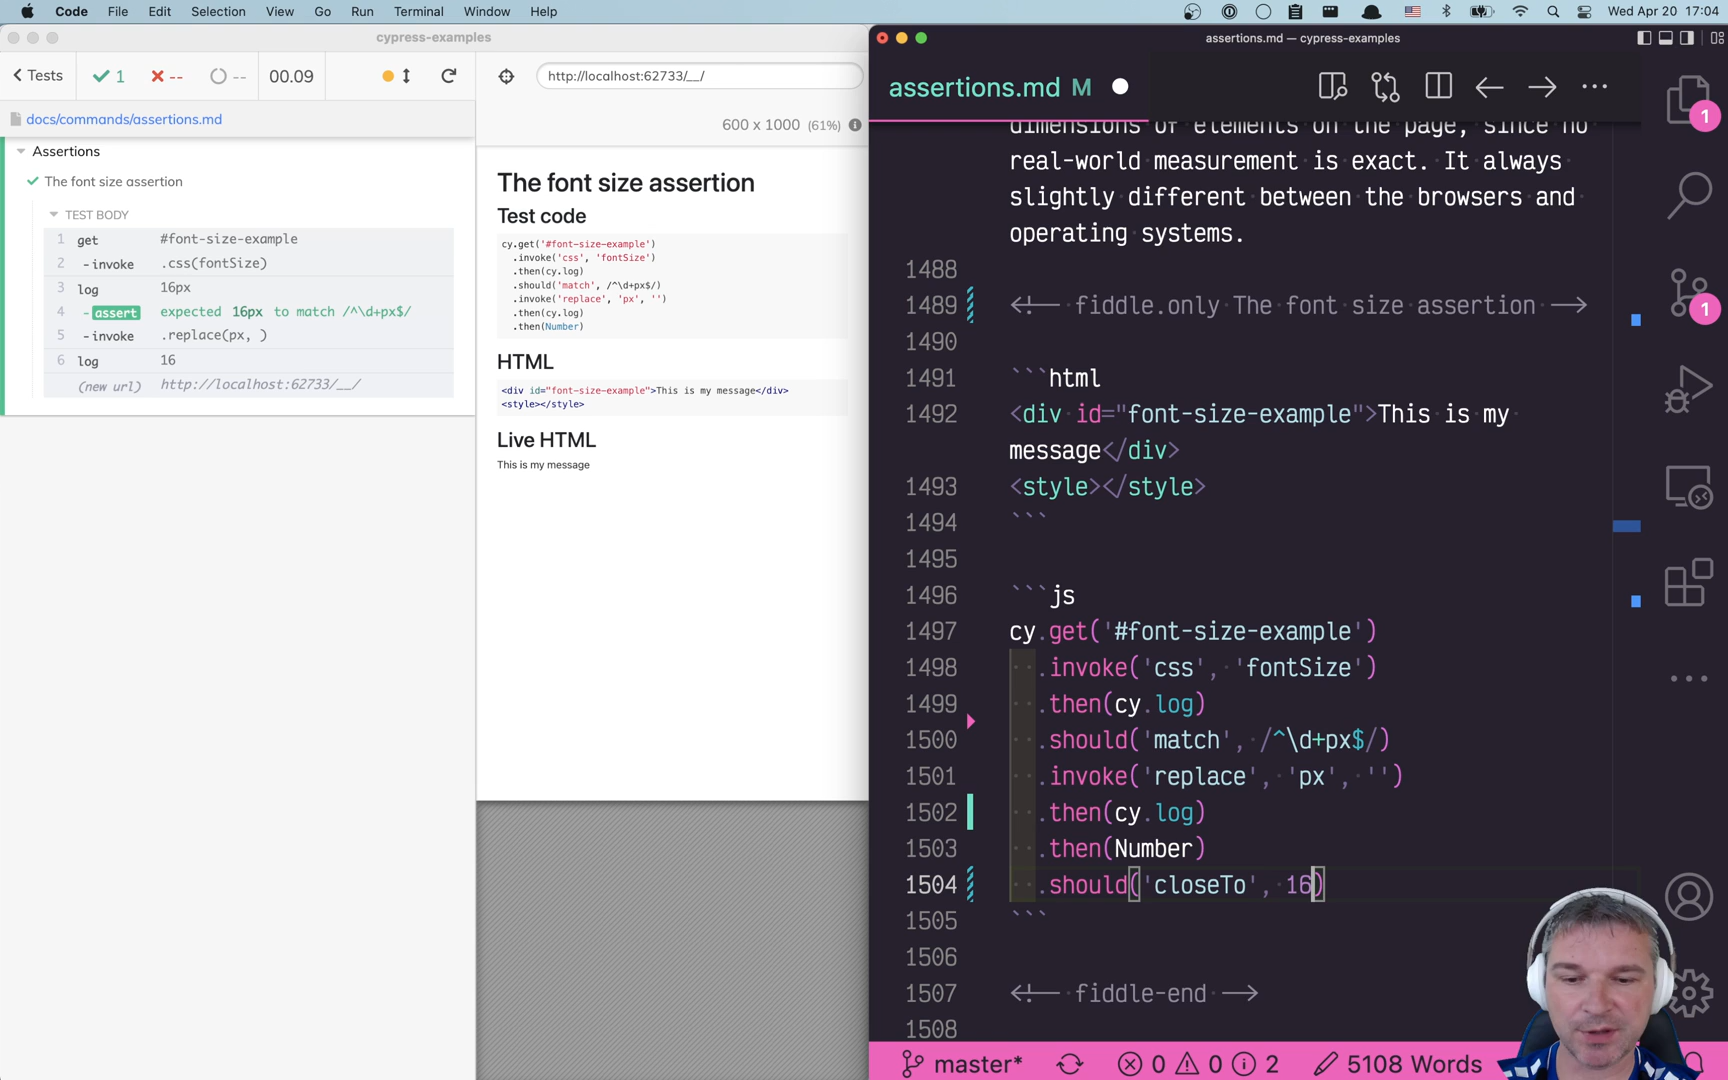 Code File Edit Selection View Go Run Terminal Window Help Wed Apr 20 17:04
cypress-examples
Tests 1 -- -- 00.09
docs/commands/assertions.md
Assertions
The font size assertion
TEST BODY
1 get #font-size-example
2 -invoke .css(fontSize)
3 log 16px
4 -assert expected 16px to match /^\d+px$/
5 -invoke .replace(px, )
6 log 16
(new url) http://localhost:62733/__/
http://localhost:62733/__/
600 x 1000 (61%)
The font size assertion
Test code
cy.get('#font-size-example')
.invoke('css', 'fontSize')
.then(cy.log)
.should('match', /^\d+px$/)
.invoke('replace', 'px', '')
.then(cy.log)
.then(Number)
HTML
<div id="font-size-example">This is my message</div>
<style></style>
Live HTML
This is my message
assertions.md — cypress-examples
assertions.md M
dimensions of elements on the page, since no
real-world measurement is exact. It always
slightly different between the browsers and
operating systems.
1488
1489 <!-- fiddle.only The font size assertion -->
1490
1491 ```html
1492 <div id="font-size-example">This is my
message</div>
1493 <style></style>
1494 ```
1495
1496 ```js
1497 cy.get('#font-size-example')
1498 .invoke('css', 'fontSize')
1499 .then(cy.log)
1500 .should('match', /^\d+px$/)
1501 .invoke('replace', 'px', '')
1502 .then(cy.log)
1503 .then(Number)
1504 .should('closeTo', 16)
1505 ```
1506
1507 <!-- fiddle-end -->
1508
1
1
master* 0 0 2 5108 Words